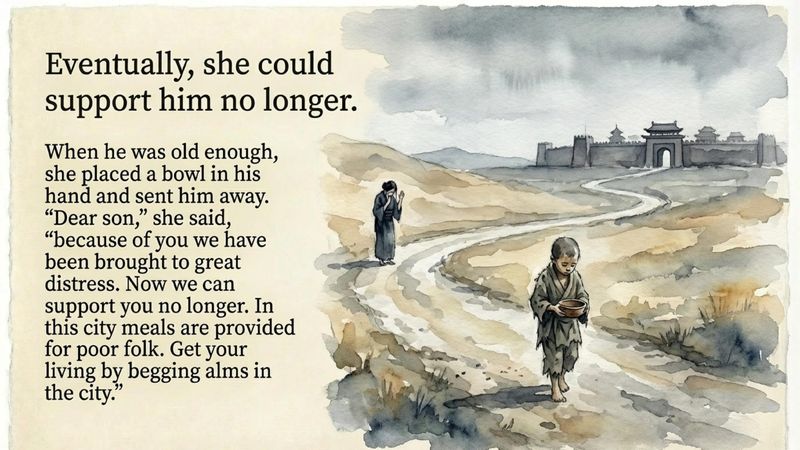 Eventually, she could
support him no longer.
When he was old enough,
she placed a bowl in his
hand and sent him away.
“Dear son,” she said,
“because of you we have
been brought to great
distress. Now we can
support you no longer. In
this city meals are provided
for poor folk. Get your
living by begging alms in
the city.”